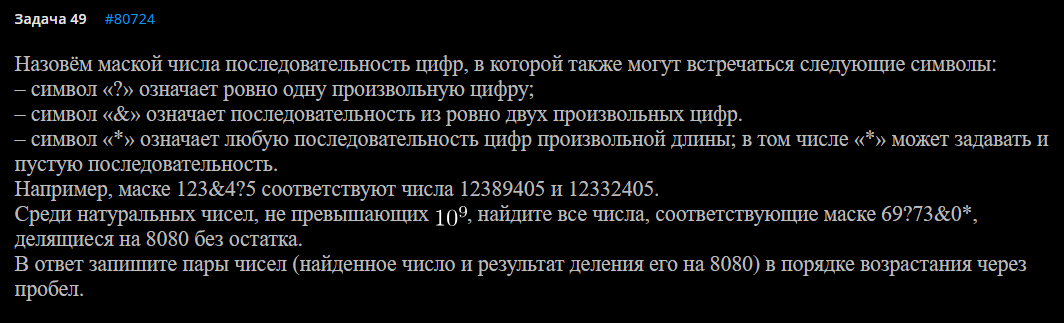 Задача 49 #80724
Назовём маской числа последовательность цифр, в которой также могут встречаться следующие символы:
– символ «?» означает ровно одну произвольную цифру;
– символ «&» означает последовательность из ровно двух произвольных цифр.
– символ «*» означает любую последовательность цифр произвольной длины; в том числе «*» может задавать и
пустую последовательность.
Например, маске 123&4?5 соответствуют числа 12389405 и 12332405.
Среди натуральных чисел, не превышающих 10⁹, найдите все числа, соответствующие маске 69?73&0*,
делящиеся на 8080 без остатка.
В ответ запишите пары чисел (найденное число и результат деления его на 8080) в порядке возрастания через
пробел.